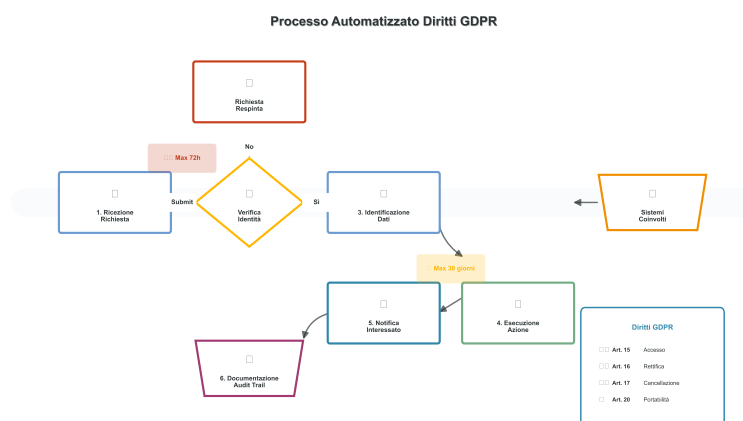 Processo Automatizzato Diritti GDPR
Richiesta
Respinta
No
Max 72h
1. Ricezione
Richiesta
Submit
Verifica
Identità
Sì
3. Identificazione
Dati
Sistemi
Coinvolti
Max 30 giorni
5. Notifica
Interessato
4. Esecuzione
Azione
6. Documentazione
Audit Trail
Diritti GDPR
Art. 15 Accesso
Art. 16 Rettifica
Art. 17 Cancellazione
Art. 20 Portabilità